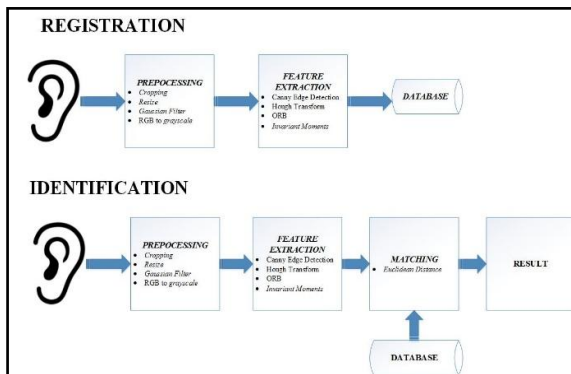 REGISTRATION
PREPOCESSING
• Cropping
• Resize
• Gaussian Filter
• RGB to grayscale
FEATURE
EXTRACTION
• Canny Edge Detection
• Hough Transform
• ORB
• Invariant Moments
DATABASE
IDENTIFICATION
PREPOCESSING
• Cropping
• Resize
• Gaussian Filter
• RGB to grayscale
FEATURE
EXTRACTION
• Canny Edge Detection
• Hough Transform
• ORB
• Invariant Moments
MATCHING
• Euclidean Distance
RESULT
DATABASE